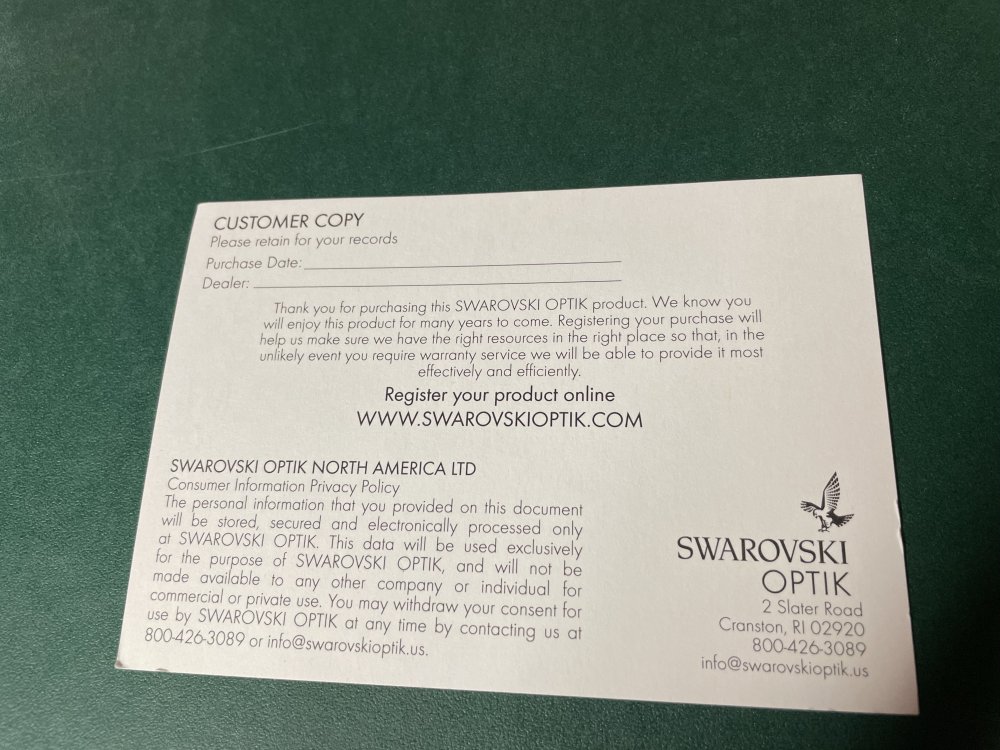 CUSTOMER COPY
Please retain for your records
Purchase Date:
Dealer:
Thank you for purchasing this SWAROVSKI OPTIK product. We know you
will enjoy this product for many years to come. Registering your purchase will
help us make sure we have the right resources in the right place so that, in the
unlikely event you require warranty service we will be able to provide it most
effectively and efficiently.
Register your product online
WWW.SWAROVSKIOPTIK.COM
SWAROVSKI OPTIK NORTH AMERICA LTD
Consumer Information Privacy Policy
The personal information that you provided on this document
will be stored, secured and electronically processed only
at SWAROVSKI OPTIK. This data will be used exclusively
for the purpose of SWAROVSKI OPTIK, and will not be
made available to any other company or individual for
commercial or private use. You may withdraw your consent for
use by SWAROVSKI OPTIK at any time by contacting us at
800-426-3089 or info@swarovskioptik.us.
SWAROVSKI
OPTIK
2 Slater Road
Cranston, RI 02920
800-426-3089
info@swarovskioptik.us